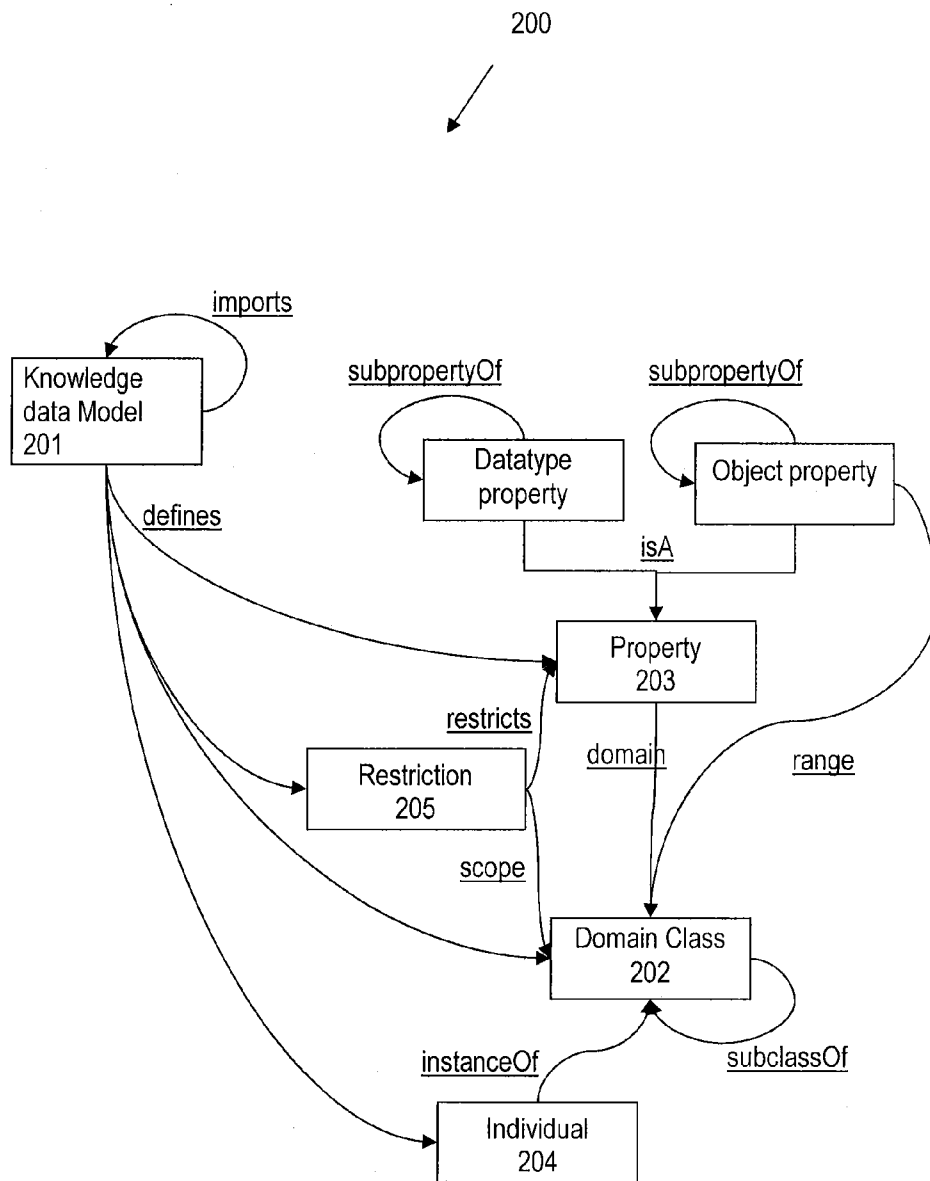 200
imports
Knowledge
data Model
201
subpropertyOf
subpropertyOf
Datatype
property
Object property
defines
isA
Property
203
restricts
domain
range
Restriction
205
scope
Domain Class
202
instanceOf
subclassOf
Individual
204